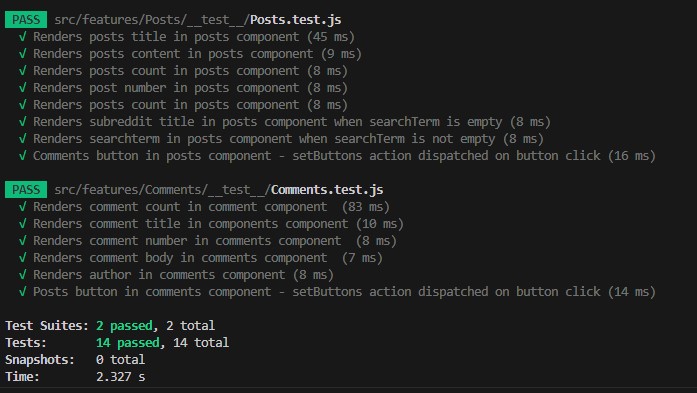 PASS src/features/Posts/__test__/Posts.test.js
√ Renders posts title in posts component (45 ms)
√ Renders posts content in posts component (9 ms)
√ Renders posts count in posts component (8 ms)
√ Renders post number in posts component (8 ms)
√ Renders posts count in posts component (8 ms)
√ Renders subreddit title in posts component when searchTerm is empty (8 ms)
√ Renders searchterm in posts component when searchTerm is not empty (8 ms)
√ Comments button in posts component - setButtons action dispatched on button click (16 ms)
PASS src/features/Comments/__test__/Comments.test.js
√ Renders comment count in comment component  (83 ms)
√ Renders comment title in components component (10 ms)
√ Renders comment number in comments component  (8 ms)
√ Renders comment body in comments component  (7 ms)
√ Renders author in comments component (8 ms)
√ Posts button in comments component - setButtons action dispatched on button click (14 ms)
Test Suites: 2 passed, 2 total
Tests:       14 passed, 14 total
Snapshots:   0 total
Time:        2.327 s